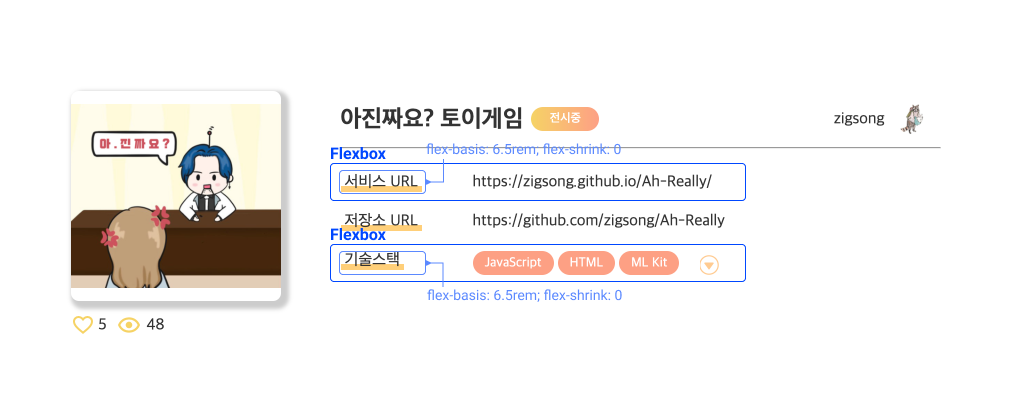 아.진짜요?
아진짜요? 토이게임 전시중 zigsong
flex-basis: 6.5rem; flex-shrink: 0
Flexbox
서비스 URL https://zigsong.github.io/Ah-Really/
저장소 URL https://github.com/zigsong/Ah-Really
Flexbox
기술스택 JavaScript HTML ML Kit
flex-basis: 6.5rem; flex-shrink: 0
5 48